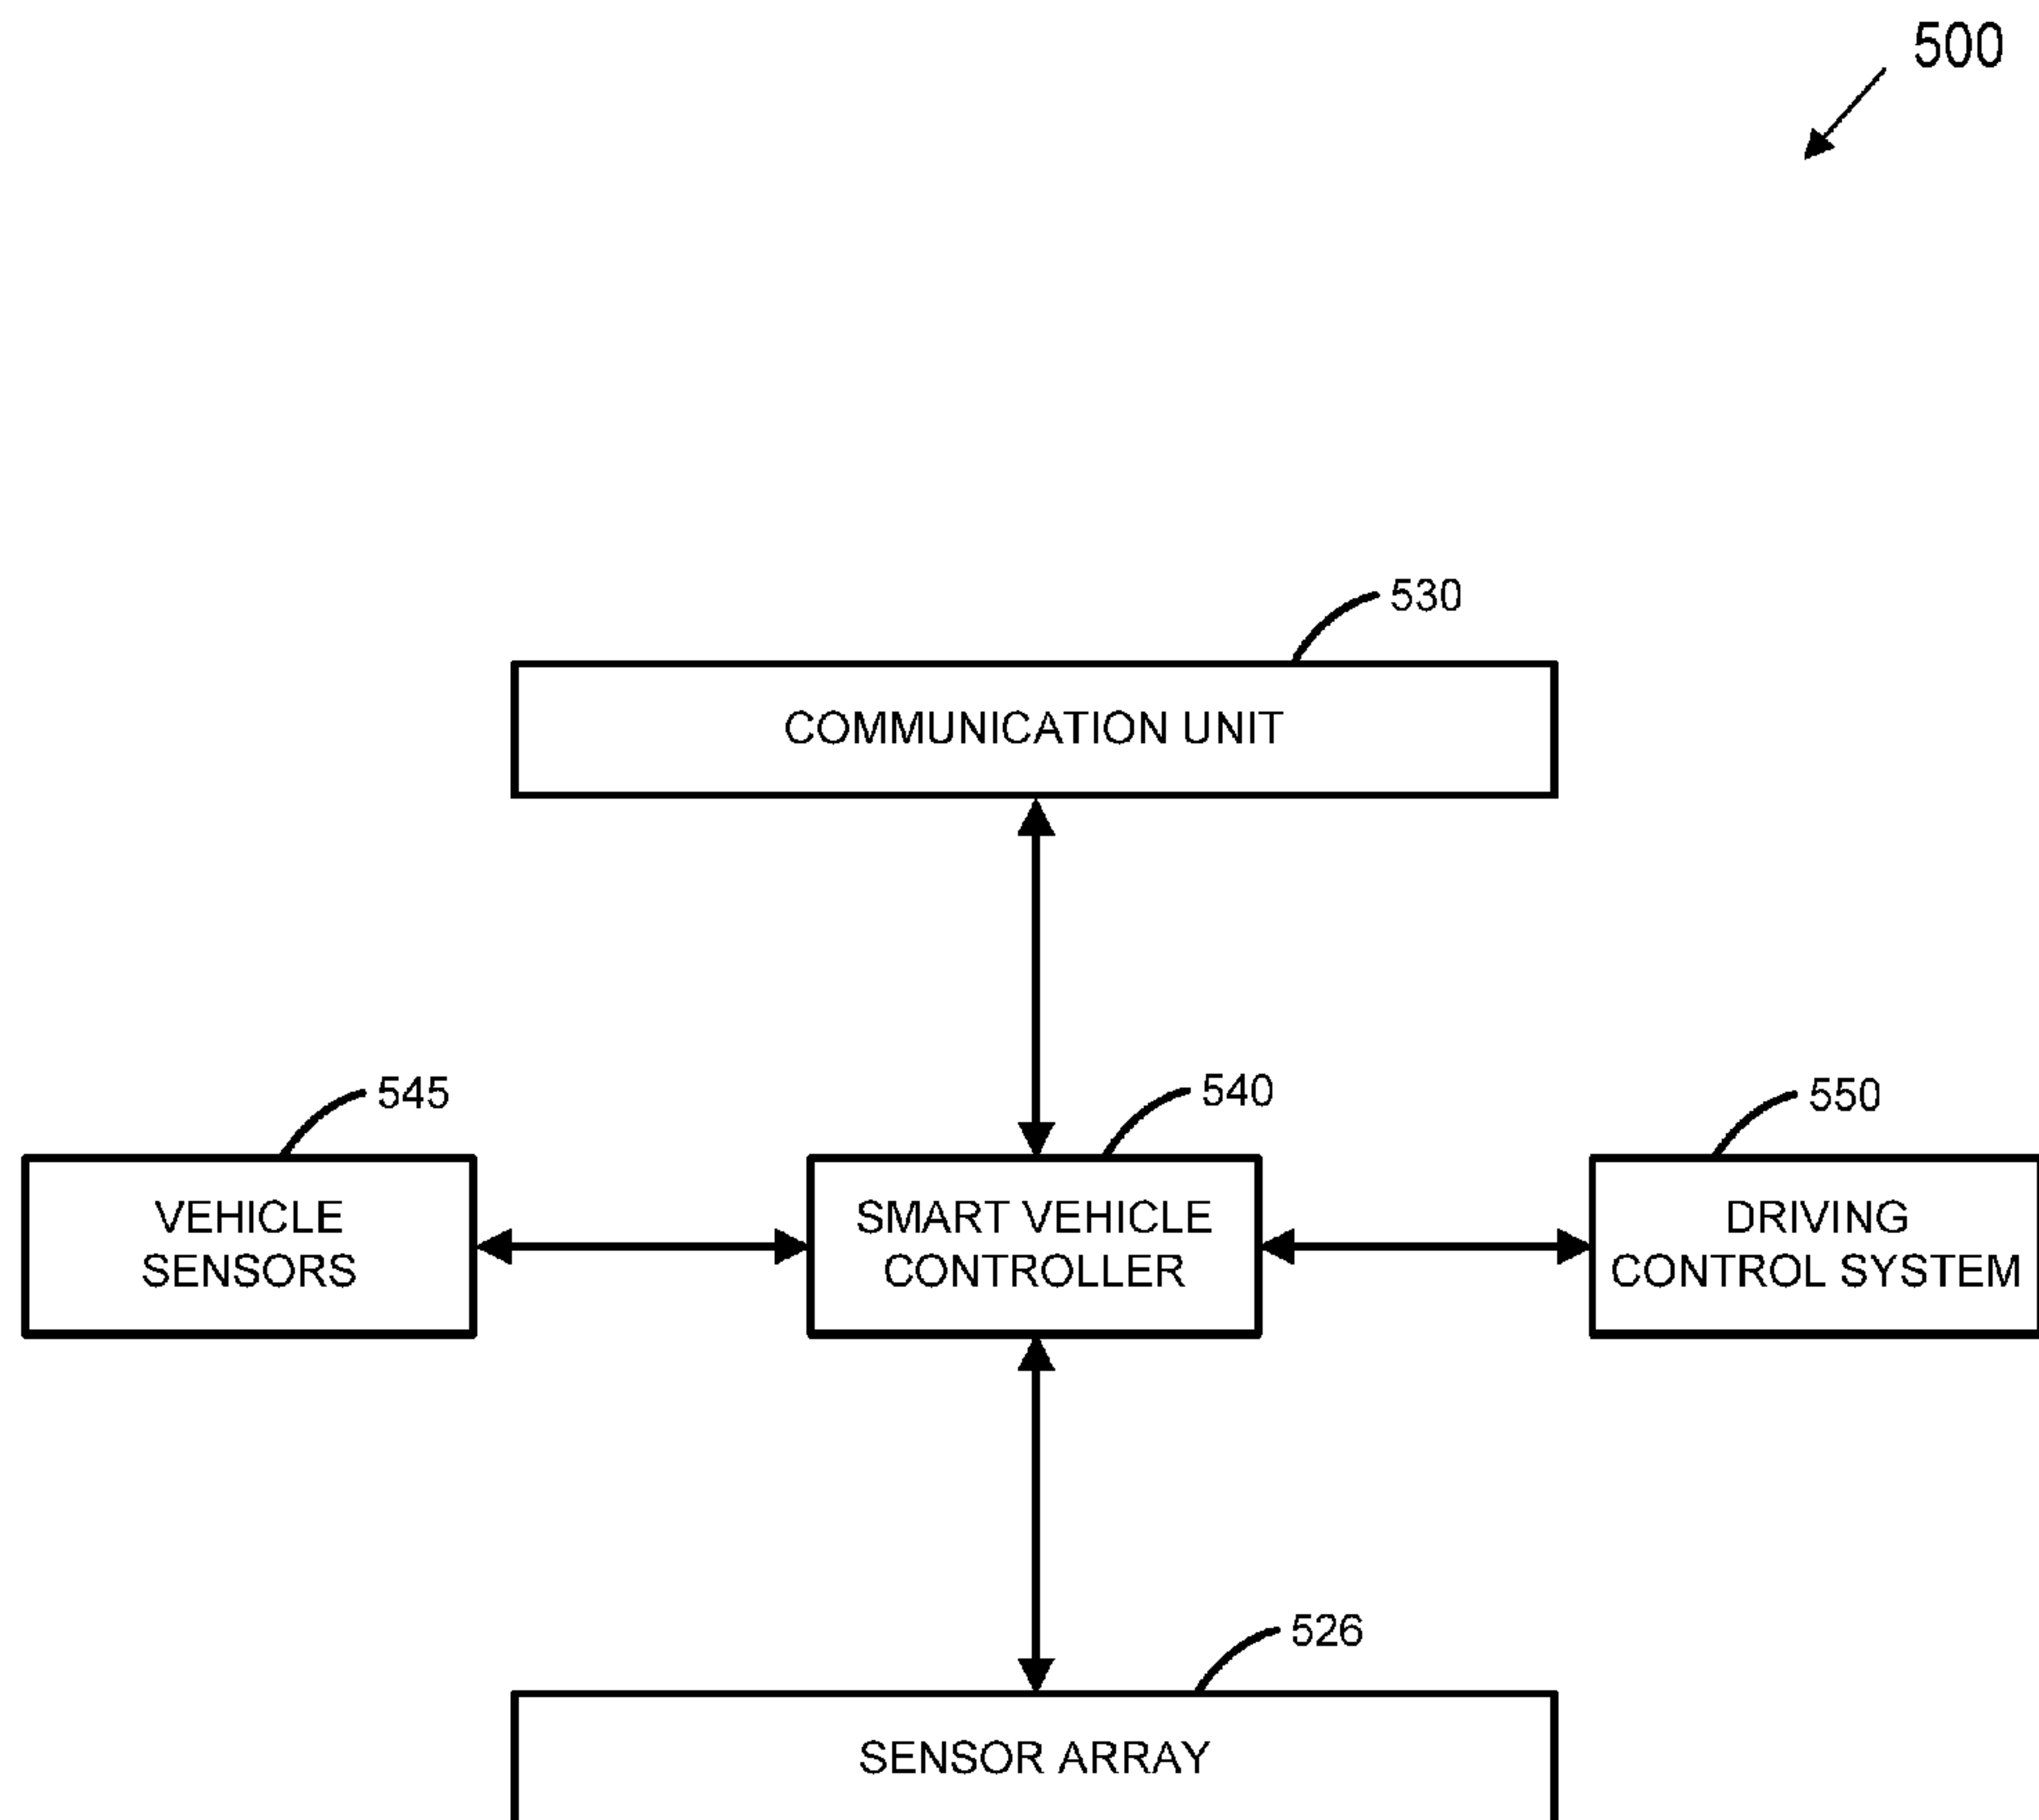 500
530
COMMUNICATION UNIT
545
540
550
VEHICLE
SENSORS
SMART VEHICLE
CONTROLLER
DRIVING
CONTROL SYSTEM
526
SENSOR ARRAY